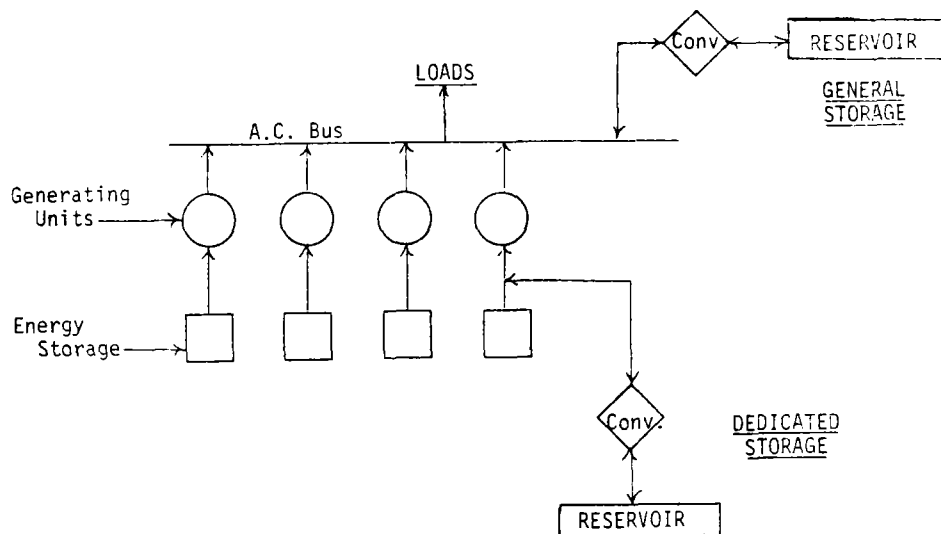 Conv
RESERVOIR
GENERAL
STORAGE
LOADS
A.C. Bus
Generating
Units
Energy
Storage
Conv.
DEDICATED
STORAGE
RESERVOIR